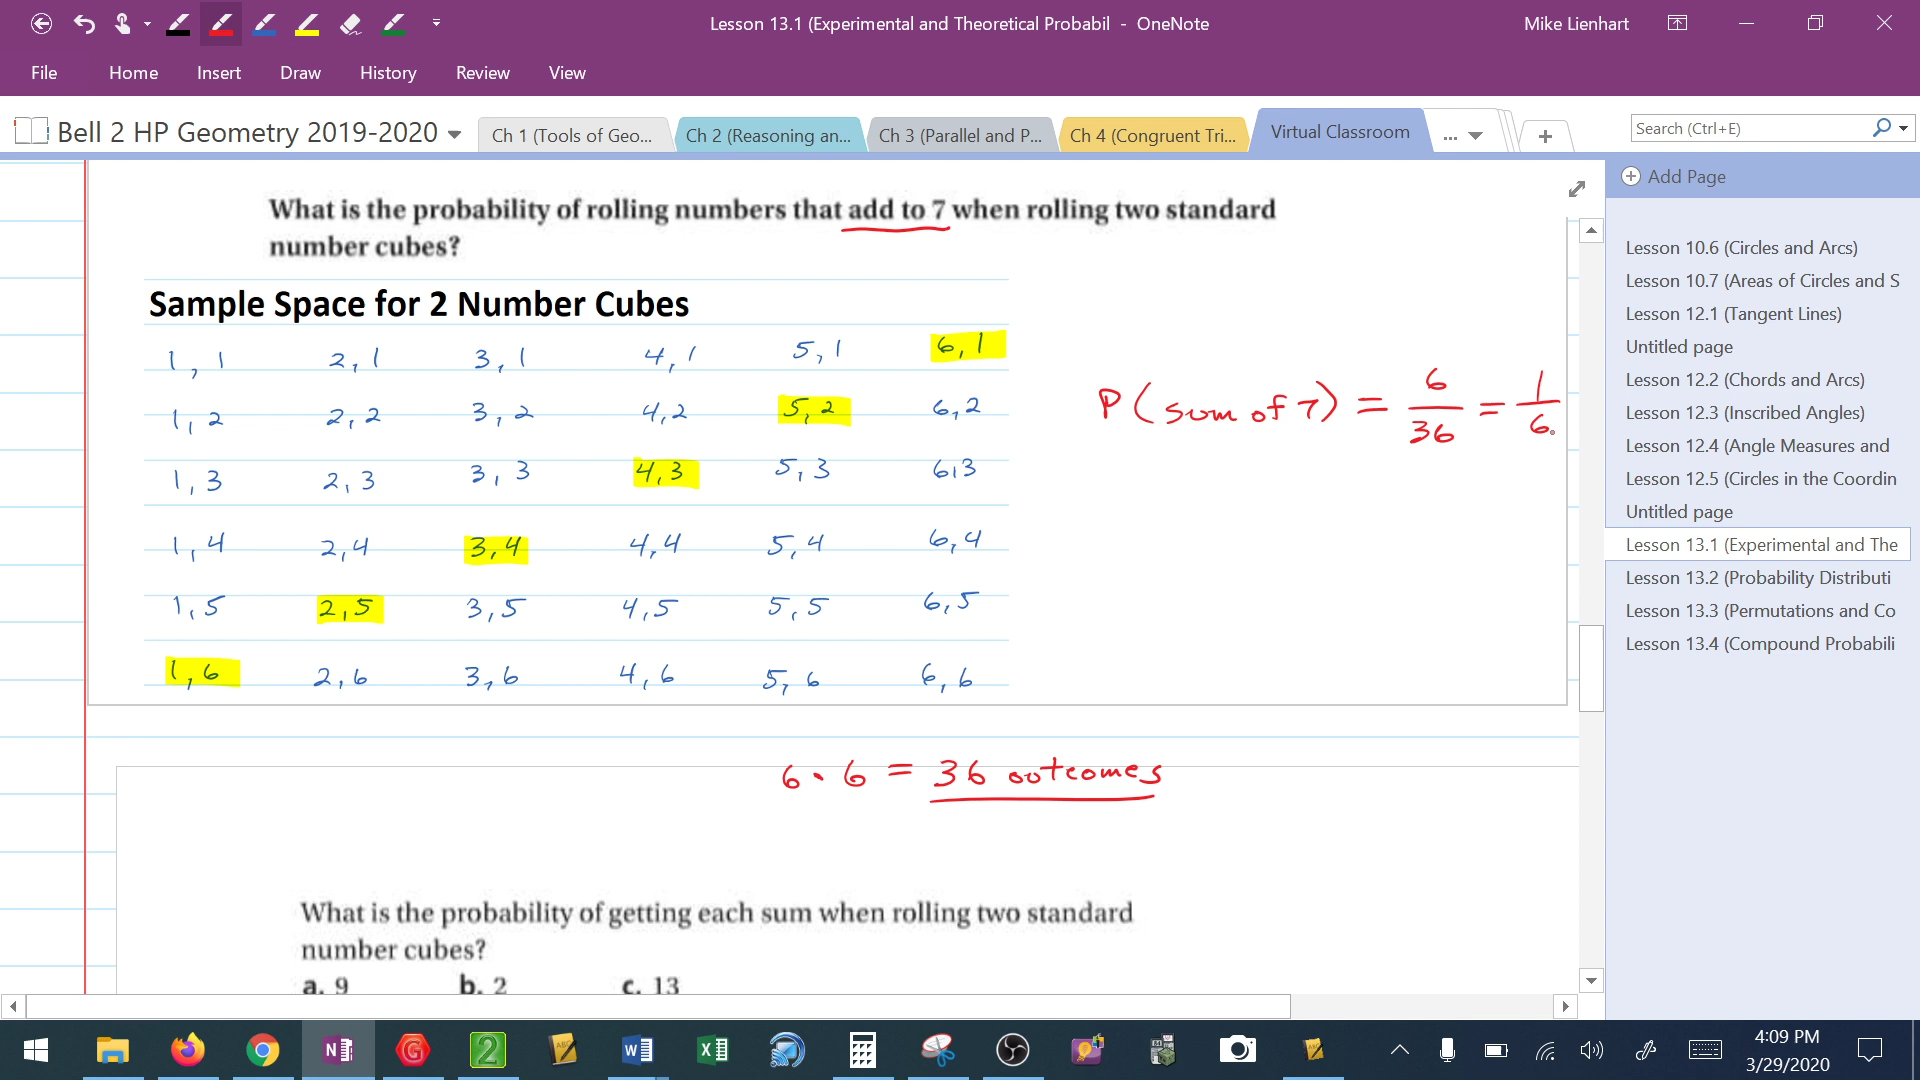 Lesson 13.1 (Experimental and Theoretical Probabil - OneNote
Mike Lienhart
File Home Insert Draw History Review View
Bell 2 HP Geometry 2019-2020
Ch 1 (Tools of Geo... Ch 2 (Reasoning an... Ch 3 (Parallel and P... Ch 4 (Congruent Tri... Virtual Classroom ... +
Search (Ctrl+E)
What is the probability of rolling numbers that add to 7 when rolling two standard
number cubes?
Sample Space for 2 Number Cubes
1, 1 2, 1 3, 1 4, 1 5, 1 6, 1
1, 2 2, 2 3, 2 4, 2 5, 2 6, 2
1, 3 2, 3 3, 3 4, 3 5, 3 6, 3
1, 4 2, 4 3, 4 4, 4 5, 4 6, 4
1, 5 2, 5 3, 5 4, 5 5, 5 6, 5
1, 6 2, 6 3, 6 4, 6 5, 6 6, 6
P(sum of 7) = 6/36 = 1/6
6 · 6 = 36 outcomes
What is the probability of getting each sum when rolling two standard
number cubes?
a. 9 b. 2 c. 13
Add Page
Lesson 10.6 (Circles and Arcs)
Lesson 10.7 (Areas of Circles and S
Lesson 12.1 (Tangent Lines)
Untitled page
Lesson 12.2 (Chords and Arcs)
Lesson 12.3 (Inscribed Angles)
Lesson 12.4 (Angle Measures and
Lesson 12.5 (Circles in the Coordin
Untitled page
Lesson 13.1 (Experimental and The
Lesson 13.2 (Probability Distributi
Lesson 13.3 (Permutations and Co
Lesson 13.4 (Compound Probabili
4:09 PM
3/29/2020